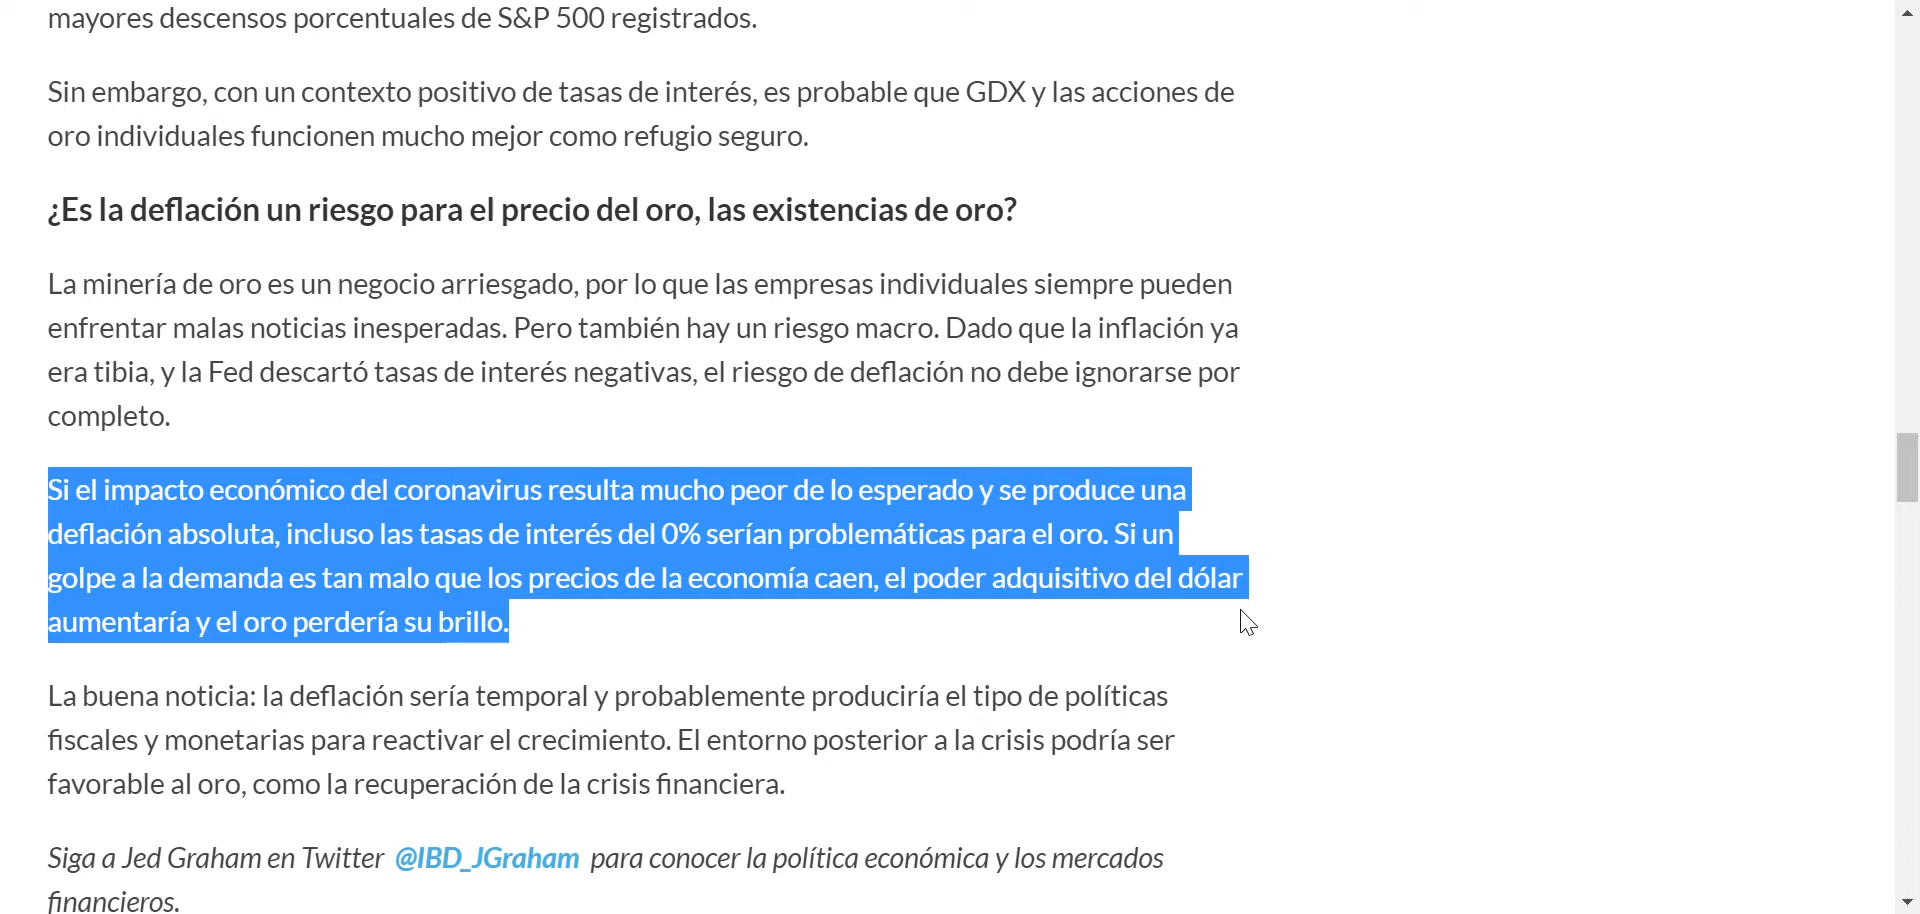 mayores descensos porcentuales de S&P 500 registrados.
Sin embargo, con un contexto positivo de tasas de interés, es probable que GDX y las acciones de
oro individuales funcionen mucho mejor como refugio seguro.
¿Es la deflación un riesgo para el precio del oro, las existencias de oro?
La minería de oro es un negocio arriesgado, por lo que las empresas individuales siempre pueden
enfrentar malas noticias inesperadas. Pero también hay un riesgo macro. Dado que la inflación ya
era tibia, y la Fed descartó tasas de interés negativas, el riesgo de deflación no debe ignorarse por
completo.
Si el impacto económico del coronavirus resulta mucho peor de lo esperado y se produce una
deflación absoluta, incluso las tasas de interés del 0% serían problemáticas para el oro. Si un
golpe a la demanda es tan malo que los precios de la economía caen, el poder adquisitivo del dólar
aumentaría y el oro perdería su brillo.
La buena noticia: la deflación sería temporal y probablemente produciría el tipo de políticas
fiscales y monetarias para reactivar el crecimiento. El entorno posterior a la crisis podría ser
favorable al oro, como la recuperación de la crisis financiera.
Siga a Jed Graham en Twitter @IBD_JGraham para conocer la política económica y los mercados
financieros.